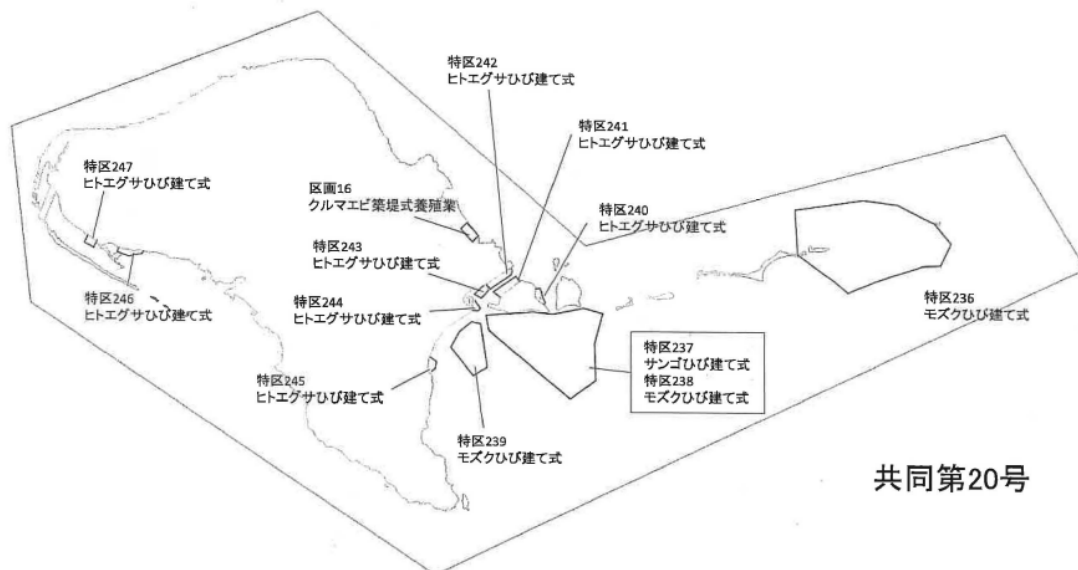 特区242
ヒトエグサひび建て式
特区241
ヒトエグサひび建て式
特区247
ヒトエグサひび建て式
区画16
クルマエビ築堤式養殖業
特区240
ヒトエグサひび建て式
特区243
ヒトエグサひび建て式
特区244
ヒトエグサひび建て式
特区246
ヒトエグサひび建て式
特区236
モズクひび建て式
特区237
サンゴひび建て式
特区238
モズクひび建て式
特区245
ヒトエグサひび建て式
特区239
モズクひび建て式
共同第20号